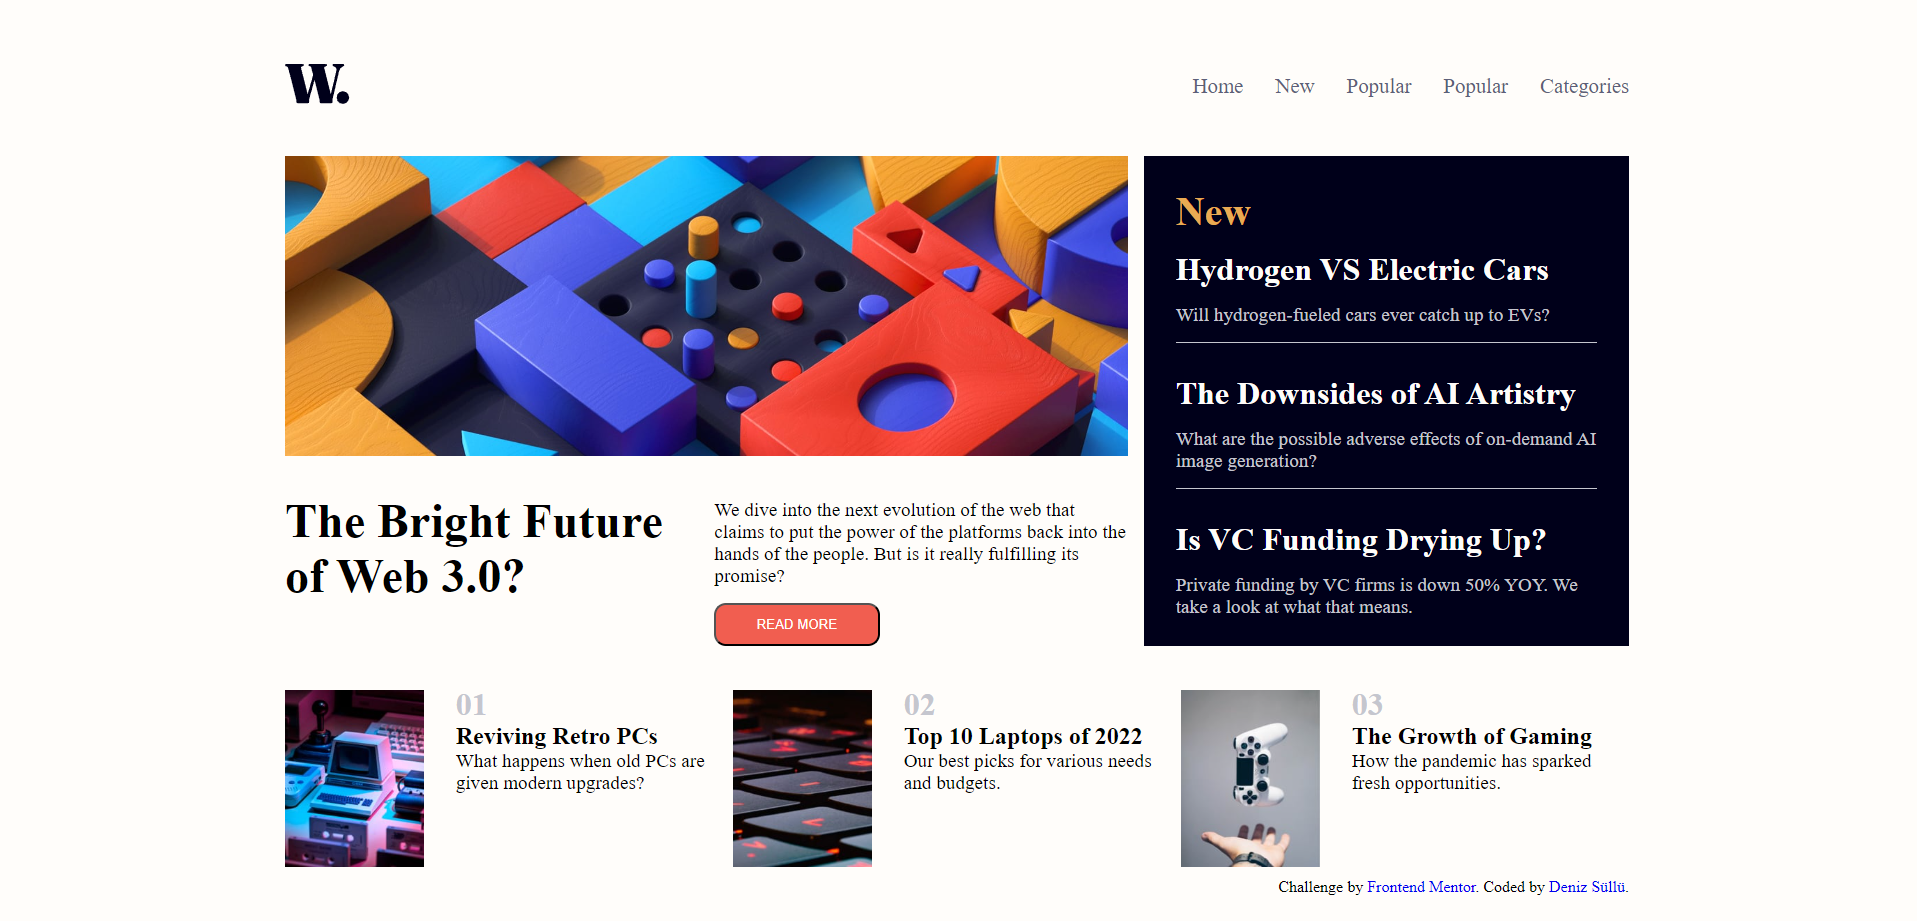 W.
Home New Popular Popular Categories
New
Hydrogen VS Electric Cars
Will hydrogen-fueled cars ever catch up to EVs?
The Downsides of AI Artistry
What are the possible adverse effects of on-demand AI
image generation?
Is VC Funding Drying Up?
Private funding by VC firms is down 50% YOY. We
take a look at what that means.
The Bright Future
of Web 3.0?
We dive into the next evolution of the web that
claims to put the power of the platforms back into the
hands of the people. But is it really fulfilling its
promise?
READ MORE
01
Reviving Retro PCs
What happens when old PCs are
given modern upgrades?
02
Top 10 Laptops of 2022
Our best picks for various needs
and budgets.
03
The Growth of Gaming
How the pandemic has sparked
fresh opportunities.
Challenge by Frontend Mentor. Coded by Deniz Süllü.